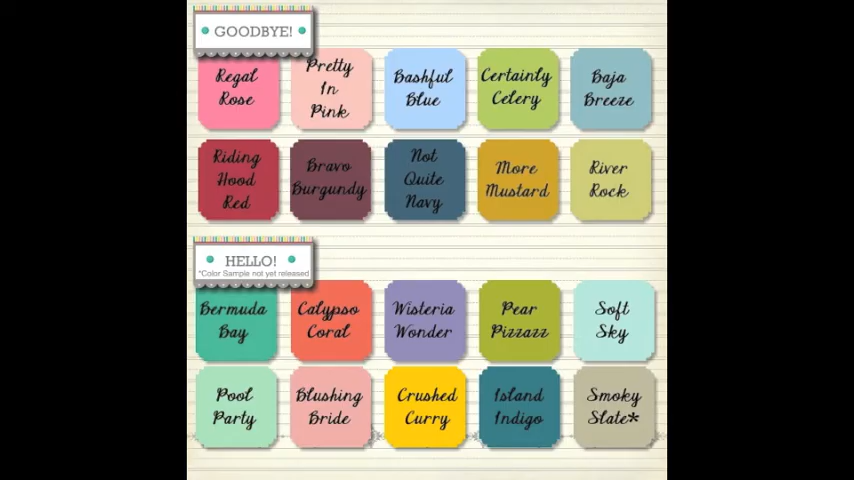 GOODBYE!
Regal
Rose
Pretty
In
Pink
Bashful
Blue
Certainly
Celery
Baja
Breeze
Riding
Hood
Red
Bravo
Burgundy
Not
Quite
Navy
More
Mustard
River
Rock
HELLO!
*Color Sample not yet released
Bermuda
Bay
Calypso
Coral
Wisteria
Wonder
Pear
Pizzazz
Soft
Sky
Pool
Party
Blushing
Bride
Crushed
Curry
Island
Indigo
Smoky
Slate*